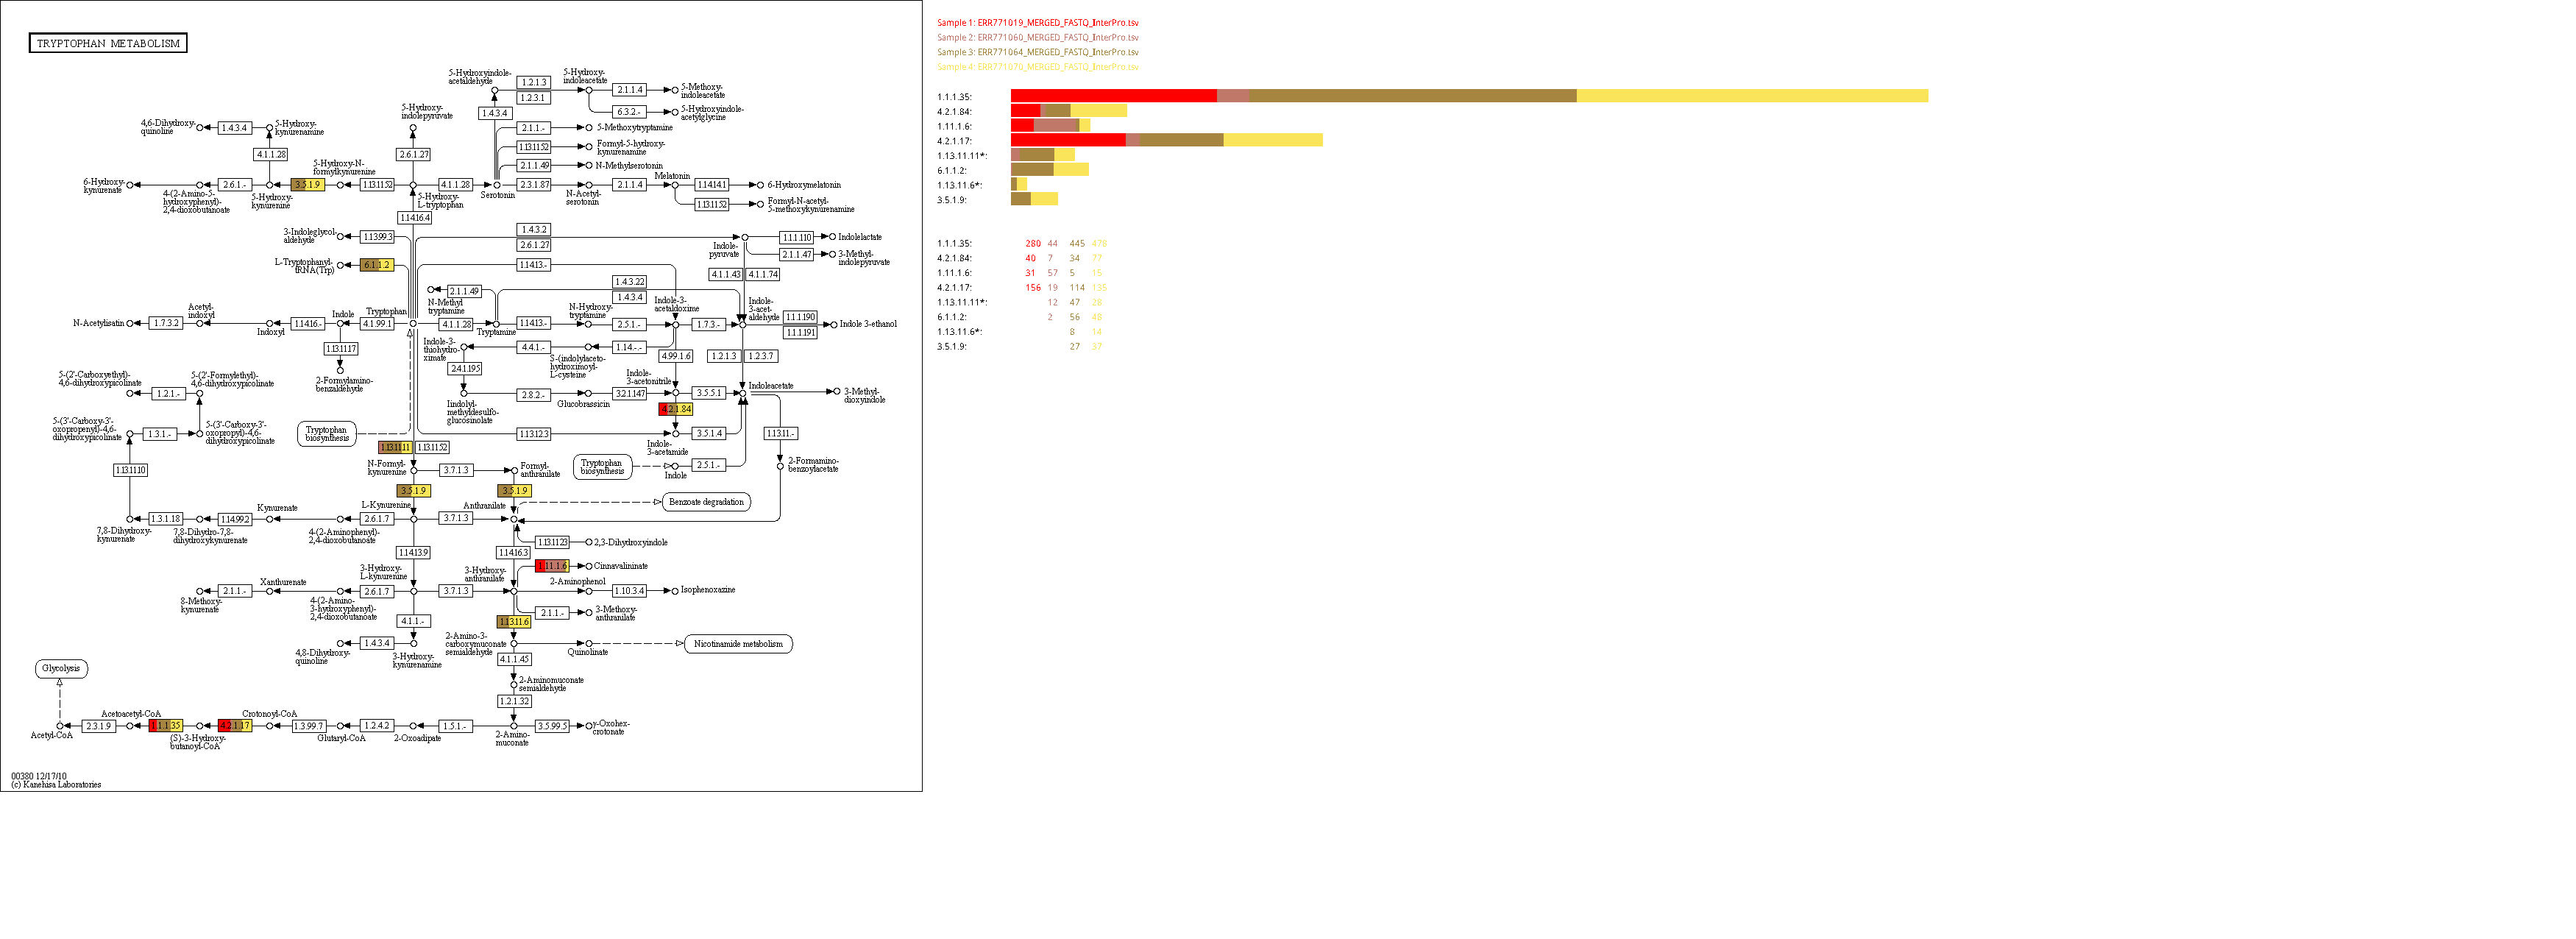 TRYPTOPHAN METABOLISM
5-Hydroxyindole-
acetaldehyde
1.2.1.3
1.2.3.1
5-Hydroxy-
indoleacetate
2.1.1.4
5-Methoxy-
indoleacetate
6.3.2.-
5-Hydroxyindole-
acetylglycine
1.4.3.4
5-Hydroxy-
indolepyruvate
4,6-Dihydroxy-
quinoline
1.4.3.4
5-Hydroxy-
kynurenamine
2.1.1.-
5-Methoxytryptamine
1.13.11.52
Formyl-5-hydroxy-
kynurenamine
4.1.1.28
2.6.1.27
5-Hydroxy-N-
formylkynurenine
2.1.1.49
N-Methylserotonin
Melatonin
6-Hydroxy-
kynurenate
2.6.1.-
3.5.1.9
1.13.11.52
4.1.1.28
2.3.1.87
2.1.1.4
1.14.14.1
6-Hydroxymelatonin
4-(2-Amino-5-
hydroxyphenyl)-
2,4-dioxobutanoate
5-Hydroxy-
kynurenine
5-Hydroxy-
L-tryptophan
Serotonin
N-Acetyl-
serotonin
1.13.11.52
Formyl-N-acetyl-
5-methoxykynurenamine
1.14.16.4
3-Indoleglycol-
aldehyde
1.13.99.3
1.4.3.2
2.6.1.27
Indole-
pyruvate
1.1.1.110
Indolelactate
2.1.1.47
3-Methyl-
indolepyruvate
L-Tryptophanyl-
tRNA(Trp)
6.1.1.2
1.14.13.-
4.1.1.43
4.1.1.74
2.1.1.49
1.4.3.22
1.4.3.4
N-Methyl
tryptamine
N-Hydroxy-
tryptamine
Indole-3-
acetaldoxime
Indole-
3-acet-
aldehyde
Acetyl-
indoxyl
Indole
Tryptophan
N-Acetylisatin
1.7.3.2
1.14.16.-
4.1.99.1
4.1.1.28
1.14.13.-
2.5.1.-
1.7.3.-
1.1.1.190
1.1.1.191
Indole 3-ethanol
Indoxyl
Tryptamine
1.13.11.17
2-Formylamino-
benzaldehyde
Indole-3-
thiohydro-
ximate
4.4.1.-
1.14.-.-
S-(indolylaceto-
hydroximoyl-
L-cysteine
4.99.1.6
1.2.1.3
1.2.3.7
2.4.1.195
5-(2'-Carboxyethyl)-
4,6-dihydroxypicolinate
5-(2'-Formylethyl)-
4,6-dihydroxypicolinate
1.2.1.-
Indole-
3-acetonitrile
Indoleacetate
2.8.2.-
3.2.1.147
3.5.5.1
3-Methyl-
dioxyindole
Iindolyl-
methyldesulfo-
glucosinolate
Glucobrassicin
4.2.1.84
5-(3'-Carboxy-3'-
oxopropenyl)-4,6-
dihydroxypicolinate
1.3.1.-
5-(3'-Carboxy-3'-
oxopropyl)-4,6-
dihydroxypicolinate
Tryptophan
biosynthesis
1.13.12.3
3.5.1.4
1.13.11.-
1.13.11.11
1.13.11.52
Indole-
3-acetamide
1.13.11.10
N-Formyl-
kynurenine
3.7.1.3
Formyl-
anthranilate
Tryptophan
biosynthesis
Indole
2.5.1.-
2-Formamino-
benzoylacetate
3.5.1.9
3.5.1.9
L-Kynurenine
Anthranilate
Benzoate degradation
Kynurenate
1.3.1.18
1.14.99.2
2.6.1.7
3.7.1.3
7,8-Dihydroxy-
kynurenate
7,8-Dihydro-7,8-
dihydroxykynurenate
4-(2-Aminophenyl)-
2,4-dioxobutanoate
1.13.11.23
2,3-Dihydroxyindole
1.14.13.9
1.14.16.3
1.11.1.6
Cinnavalininate
3-Hydroxy-
L-kynurenine
3-Hydroxy-
anthranilate
Xanthurenate
2-Aminophenol
2.1.1.-
2.6.1.7
3.7.1.3
1.10.3.4
Isophenoxazine
8-Methoxy-
kynurenate
4-(2-Amino-
3-hydroxyphenyl)-
2,4-dioxobutanoate
2.1.1.-
3-Methoxy-
anthranilate
4.1.1.-
1.13.11.6
1.4.3.4
2-Amino-3-
carboxymuconate
semialdehyde
Quinolinate
Nicotinamide metabolism
4,8-Dihydroxy-
quinoline
3-Hydroxy-
kynurenamine
4.1.1.45
Glycolysis
2-Aminomuconate
semialdehyde
1.2.1.32
Acetoacetyl-CoA
Crotonoyl-CoA
2.3.1.9
1.1.1.35
4.2.1.17
1.3.99.7
1.2.4.2
1.5.1.-
3.5.99.5
γ-Oxohex-
crotonate
Acetyl-CoA
(S)-3-Hydroxy-
butanoyl-CoA
Glutaryl-CoA
2-Oxoadipate
2-Amino-
muconate
00380 12/17/10
(c) Kanehisa Laboratories
Sample 1: ERR771019_MERGED_FASTQ_InterPro.tsv
Sample 2: ERR771060_MERGED_FASTQ_InterPro.tsv
Sample 3: ERR771064_MERGED_FASTQ_InterPro.tsv
Sample 4: ERR771070_MERGED_FASTQ_InterPro.tsv
1.1.1.35:
4.2.1.84:
1.11.1.6:
4.2.1.17:
1.13.11.11*:
6.1.1.2:
1.13.11.6*:
3.5.1.9:
1.1.1.35: 280 44 445 478
4.2.1.84: 40 7 34 77
1.11.1.6: 31 57 5 15
4.2.1.17: 156 19 114 135
1.13.11.11*: 12 47 28
6.1.1.2: 2 56 48
1.13.11.6*: 8 14
3.5.1.9: 27 37